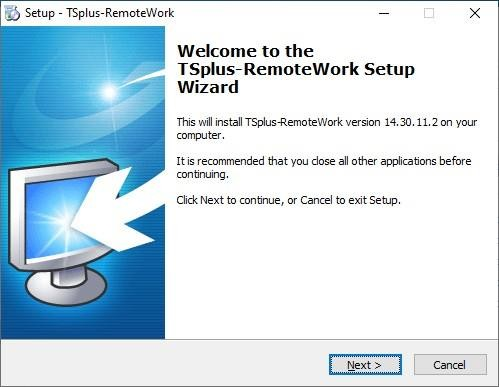 Setup - TSplus-RemoteWork
Welcome to the
TSplus-RemoteWork Setup
Wizard
This will install TSplus-RemoteWork version 14.30.11.2 on your
computer.
It is recommended that you close all other applications before
continuing.
Click Next to continue, or Cancel to exit Setup.
Next >
Cancel